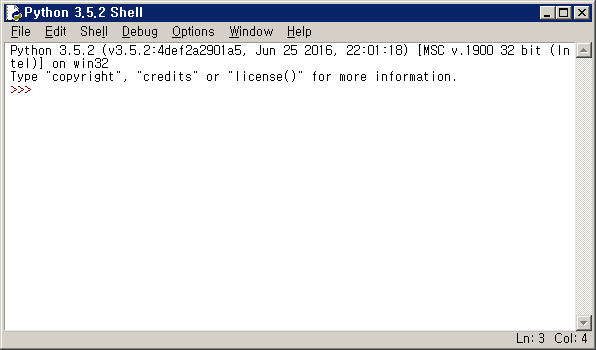 Python 3.5.2 Shell
File Edit Shell Debug Options Window Help
Python 3.5.2 (v3.5.2:4def2a2901a5, Jun 25 2016, 22:01:18) [MSC v.1900 32 bit (In
tel)] on win32
Type "copyright", "credits" or "license()" for more information.
>>>
Ln: 3 Col: 4